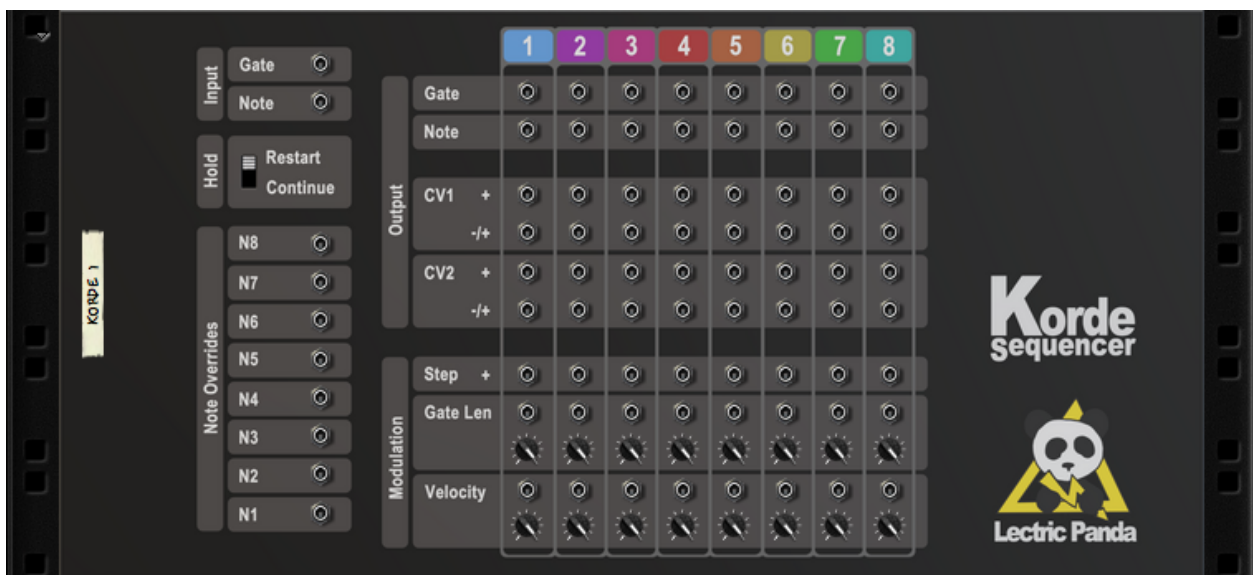 1 2 3 4 5 6 7 8
Input
Gate
Note
Hold
Restart
Continue
Note Overrides
N8
N7
N6
N5
N4
N3
N2
N1
Output
Gate
Note
CV1 +
-/+
CV2 +
-/+
Modulation
Step +
Gate Len
Velocity
KORDE 1
Korde
sequencer
Lectric Panda